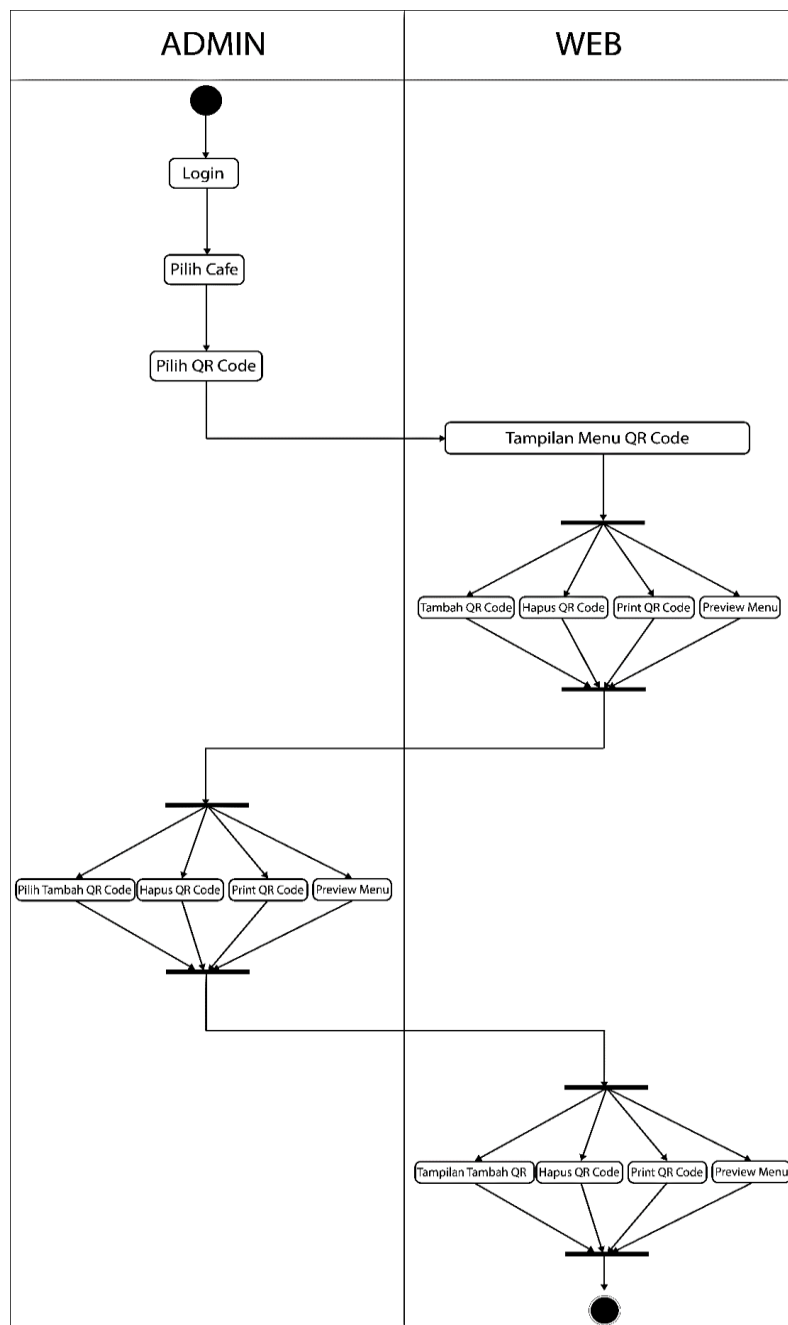 ADMIN
WEB
Login
Pilih Cafe
Pilih QR Code
Tampilan Menu QR Code
Tambah QR Code
Hapus QR Code
Print QR Code
Preview Menu
Pilih Tambah QR Code
Hapus QR Code
Print QR Code
Preview Menu
Tampilan Tambah QR
Hapus QR Code
Print QR Code
Preview Menu